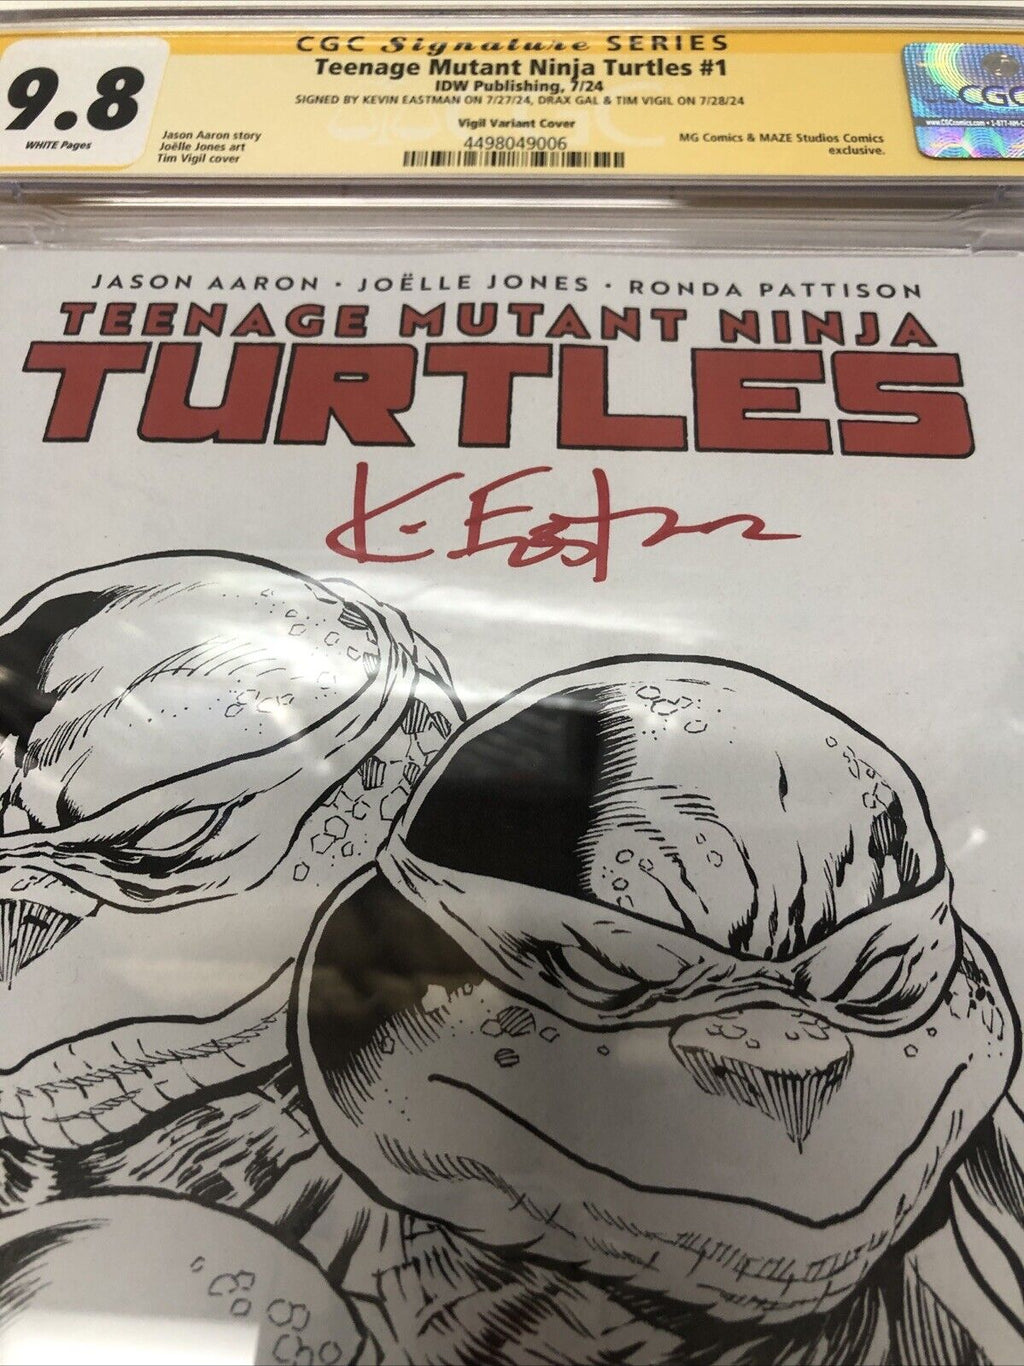 CGC Signature SERIES
Teenage Mutant Ninja Turtles #1
IDW Publishing, 7/24
SIGNED BY KEVIN EASTMAN ON 7/27/24, DRAX GAL & TIM VIGIL ON 7/28/24
9.8
WHITE Pages
Jason Aaron story
Joëlle Jones art
Tim Vigil cover
Vigil Variant Cover
4498049006
MG Comics & MAZE Studios Comics
exclusive.
CGC
JASON AARON · JOËLLE JONES · RONDA PATTISON
TEENAGE MUTANT NINJA
TURTLES
K. Eastman